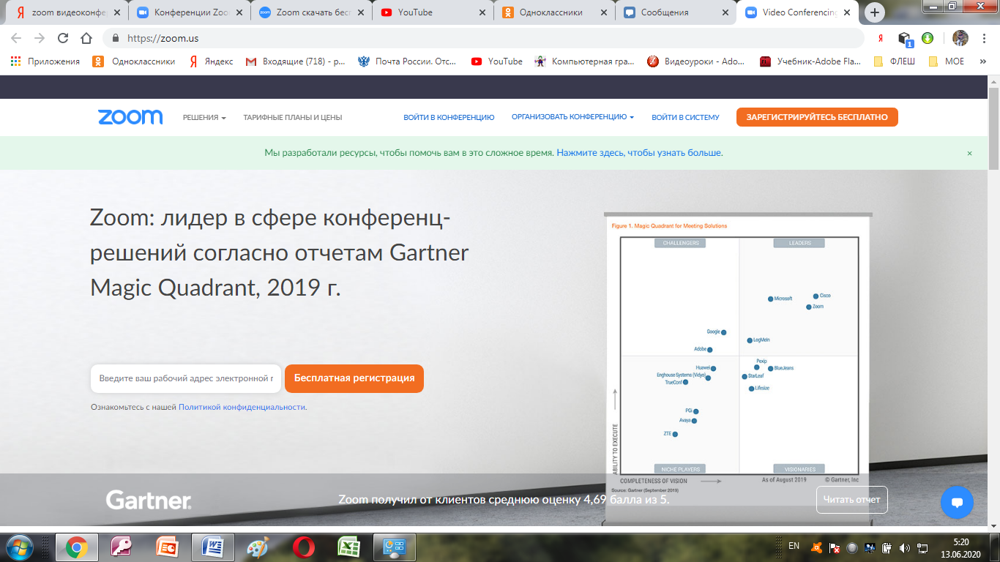 zoom видеоконфе
Конференции Zoo
Zoom скачать бесп
YouTube
Одноклассники
Сообщения
Video Conferencing
https://zoom.us
Я
1
Приложения
Одноклассники
Яндекс
Входящие (718) - p...
Почта России. Отс...
YouTube
Компьютерная гра...
Видеоуроки - Ado...
Учебник-Adobe Fla...
ФЛЕШ
МОЕ
»
zoom
РЕШЕНИЯ
ТАРИФНЫЕ ПЛАНЫ И ЦЕНЫ
ВОЙТИ В КОНФЕРЕНЦИЮ
ОРГАНИЗОВАТЬ КОНФЕРЕНЦИЮ
ВОЙТИ В СИСТЕМУ
ЗАРЕГИСТРИРУЙТЕСЬ БЕСПЛАТНО
Мы разработали ресурсы, чтобы помочь вам в это сложное время. Нажмите здесь, чтобы узнать больше.
Zoom: лидер в сфере конференц-
решений согласно отчетам Gartner
Magic Quadrant, 2019 г.
Введите ваш рабочий адрес электронной г
Бесплатная регистрация
Ознакомьтесь с нашей Политикой конфиденциальности.
Figure 1. Magic Quadrant for Meeting Solutions
CHALLENGERS
LEADERS
Cisco
Microsoft
Zoom
Google
LogMeIn
Adobe
Pexip
Huawei
BlueJeans
Enghouse Systems (Vidyo)
StarLeaf
TrueConf
Lifesize
PGi
Avaya
ZTE
ABILITY TO EXECUTE
NICHE PLAYERS
VISIONARIES
COMPLETENESS OF VISION
As of August 2019
© Gartner, Inc
Source: Gartner (September 2019)
Gartner
Zoom получил от клиентов среднюю оценку 4,69 балла из 5.
Читать отчет
EN
5:20
13.06.2020